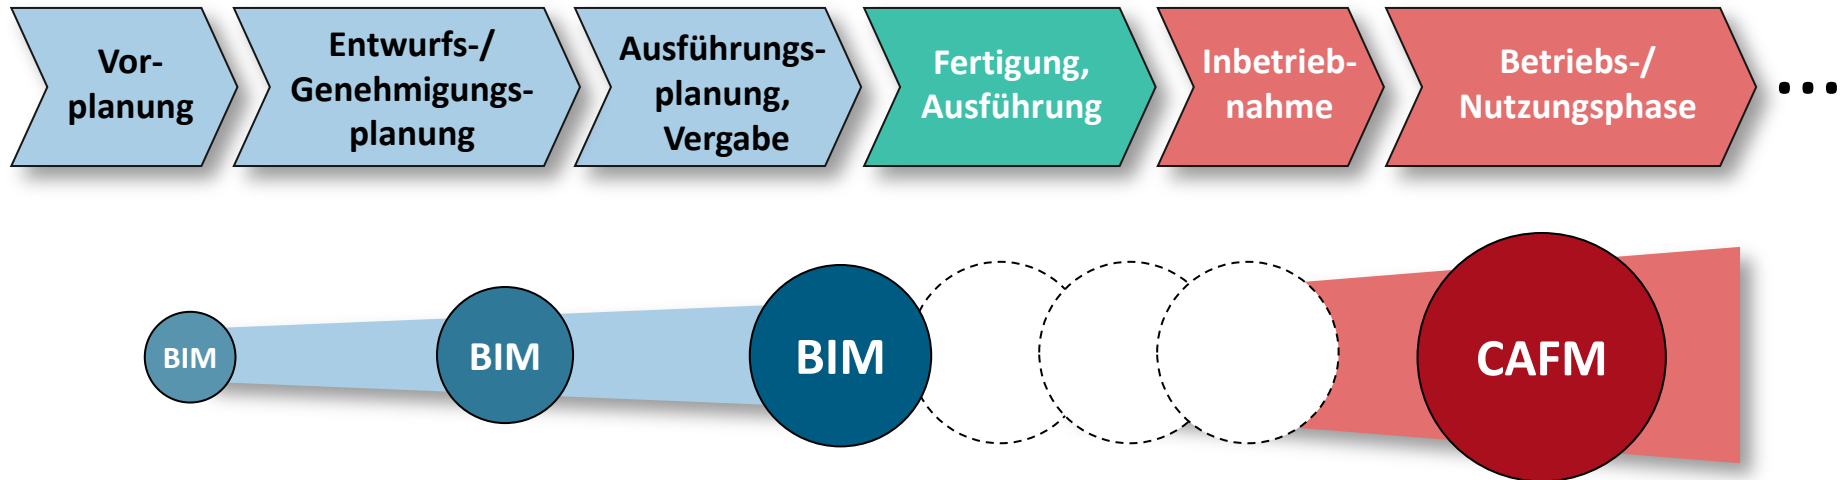 Vor-
planung
Entwurfs-/
Genehmigungs-
planung
Ausführungs-
planung,
Vergabe
Fertigung,
Ausführung
Inbetrieb-
nahme
Betriebs-/
Nutzungsphase
...
BIM
BIM
BIM
CAFM